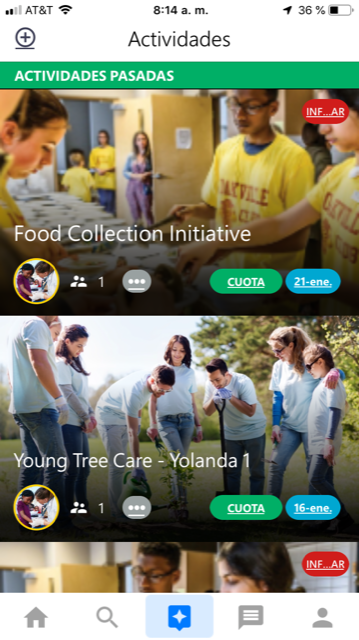 AT&T 8:14 a. m. 36 %
Actividades
ACTIVIDADES PASADAS
INF...AR
OAKVILLE
Food Collection Initiative
1 CUOTA 21-ene.
Young Tree Care - Yolanda 1
1 CUOTA 16-ene.
INF...AR